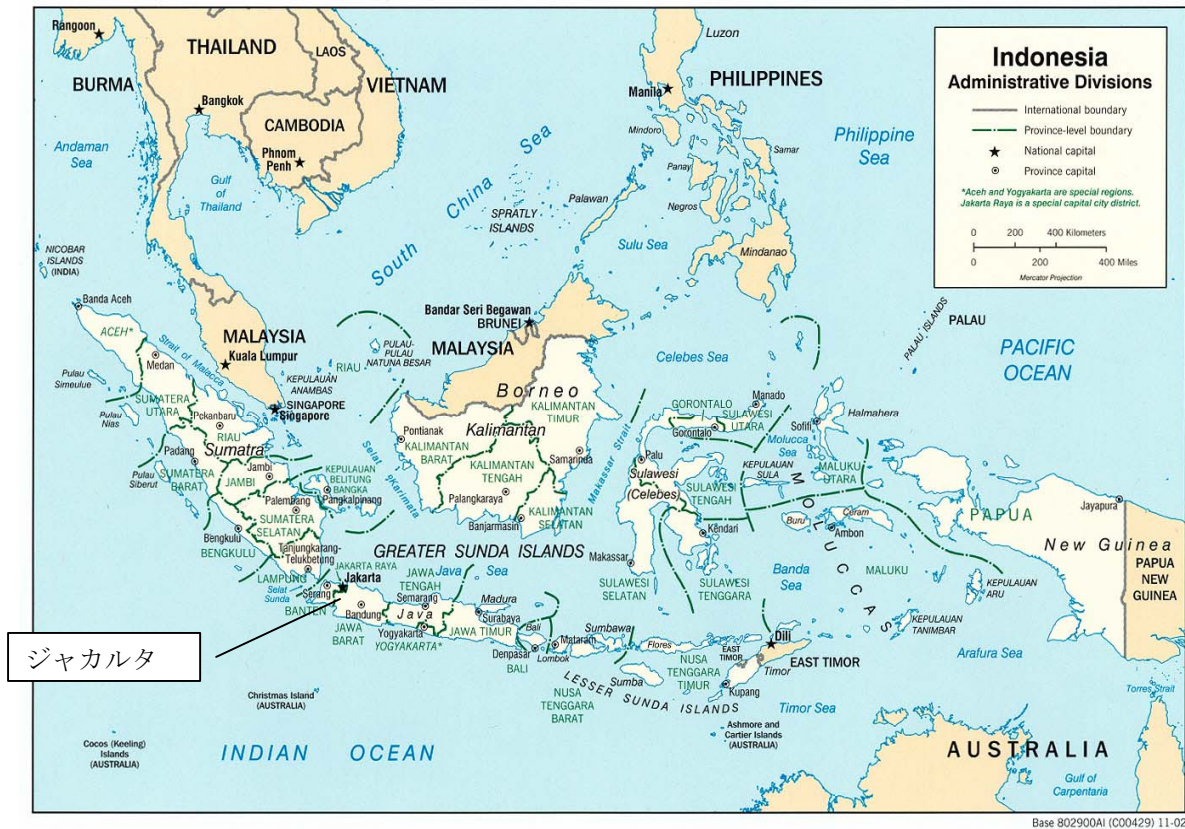 Rangoon
THAILAND
LAOS
BURMA
VIETNAM
Bangkok
CAMBODIA
Phnom
Penh
Andaman
Sea
Gulf
of
Thailand
NICOBAR
ISLANDS
(INDIA)
South China Sea
SPRATLY
ISLANDS
Luzon
PHILIPPINES
Manila
Mindoro
Samar
Panay
Palawan
Negros
Sulu Sea
Mindanao
Philippine
Sea
Indonesia
Administrative Divisions
International boundary
Province-level boundary
National capital
Province capital
*Aceh and Yogyakarta are special regions.
Jakarta Raya is a special capital city district.
0 200 400 Kilometers
0 200 400 Miles
Mercator Projection
Banda Aceh
ACEH*
Strait of Malacca
Medan
Pulau
Simeulue
SUMATERA
UTARA
Pulau
Nias
MALAYSIA
Kuala Lumpur
KEPULAUAN
ANAMBAS
SINGAPORE
Singapore
PULAU-
PULAU
NATUNA BESAR
RIAU
Bandar Seri Begawan
BRUNEI
MALAYSIA
Celebes Sea
PALAU ISLANDS
PALAU
PACIFIC
OCEAN
Pekanbaru
RIAU
Padang
Sumatra
Pulau
Siberut
SUMATERA
BARAT
Jambi
JAMBI
KEPULAUAN
BELITUNG
BANGKA
Pangkalpinang
Selat
Karimata
Palembang
SUMATERA
SELATAN
Bengkulu
BENGKULU
Tanjungkarang-
Telukbetung
LAMPUNG
Selat
Sunda
Borneo
KALIMANTAN
TIMUR
Pontianak
Kalimantan
KALIMANTAN
BARAT
KALIMANTAN
TENGAH
Samarinda
Palangkaraya
Banjarmasin
KALIMANTAN
SELATAN
Makassar Strait
GORONTALO
Gorontalo
SULAWESI
UTARA
Manado
Palu
Sulawesi
(Celebes)
SULAWESI
TENGAH
Kendari
Makassar
SULAWESI
SELATAN
SULAWESI
TENGGARA
Molucca
Sea
Sofifi
Halmahera
KEPULAUAN
SULA
MALUKU
UTARA
MOLUCCAS
Buru
Ceram
Ambon
Banda
Sea
MALUKU
PAPUA
Jayapura
New Guinea
PAPUA
NEW
GUINEA
KEPULAUAN
ARU
KEPULAUAN
TANIMBAR
Arafura Sea
GREATER SUNDA ISLANDS
JAKARTA RAYA
Jakarta
Java
Sea
Serang
BANTEN
Bandung
JAWA
BARAT
JAWA
TENGAH
Semarang
Java
Yogyakarta
YOGYAKARTA*
Madura
Surabaya
JAWA TIMUR
Bali
Denpasar
BALI
Mataram
Lombok
Sumbawa
NUSA
TENGGARA
BARAT
Flores
Sumba
LESSER SUNDA ISLANDS
NUSA
TENGGARA
TIMUR
EAST
TIMOR
Dili
EAST TIMOR
Timor
Kupang
Timor Sea
Ashmore and
Cartier Islands
(AUSTRALIA)
ジャカルタ
Christmas Island
(AUSTRALIA)
Cocos (Keeling)
Islands
(AUSTRALIA)
INDIAN OCEAN
AUSTRALIA
Torres Strait
Gulf of
Carpentaria
Base 802900AI (C00429) 11-02